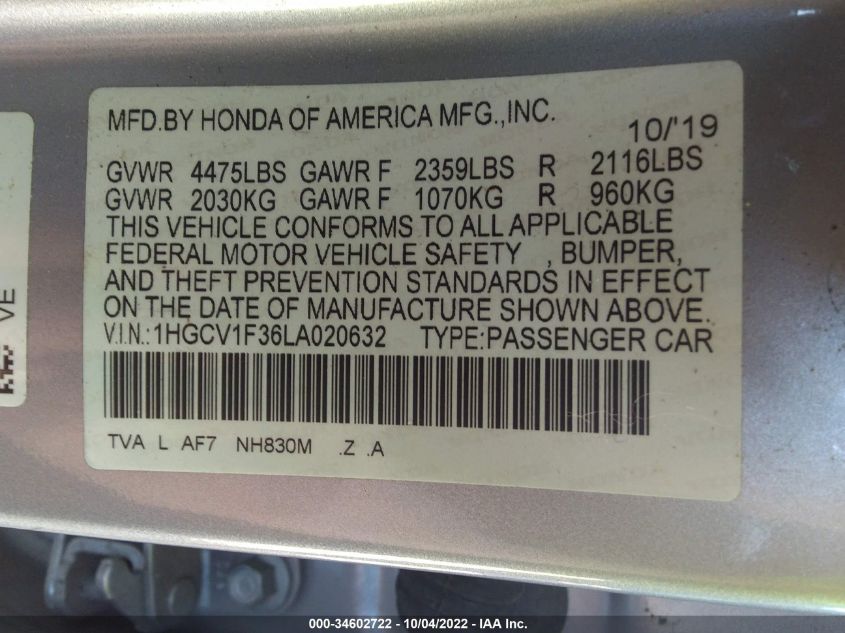 MFD.BY HONDA OF AMERICA MFG.,INC. 10/'19
GVWR 4475LBS GAWR F 2359LBS R 2116LBS
GVWR 2030KG GAWR F 1070KG R 960KG
THIS VEHICLE CONFORMS TO ALL APPLICABLE
FEDERAL MOTOR VEHICLE SAFETY , BUMPER,
AND THEFT PREVENTION STANDARDS IN EFFECT
ON THE DATE OF MANUFACTURE SHOWN ABOVE.
V.I.N.:1HGCV1F36LA020632 TYPE:PASSENGER CAR
TVA L AF7 NH830M .Z .A
VE
000-34602722 - 10/04/2022 - IAA Inc.